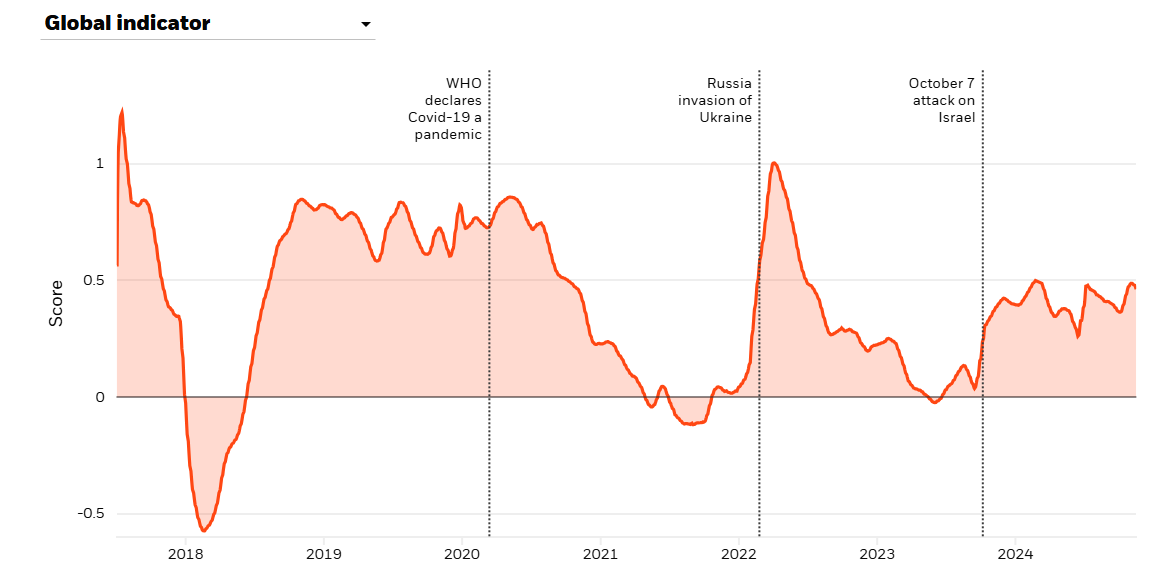 Global indicator
WHO
declares
Covid-19 a
pandemic
Russia
invasion of
Ukraine
October 7
attack on
Israel
Score
1
0.5
0
-0.5
2018
2019
2020
2021
2022
2023
2024